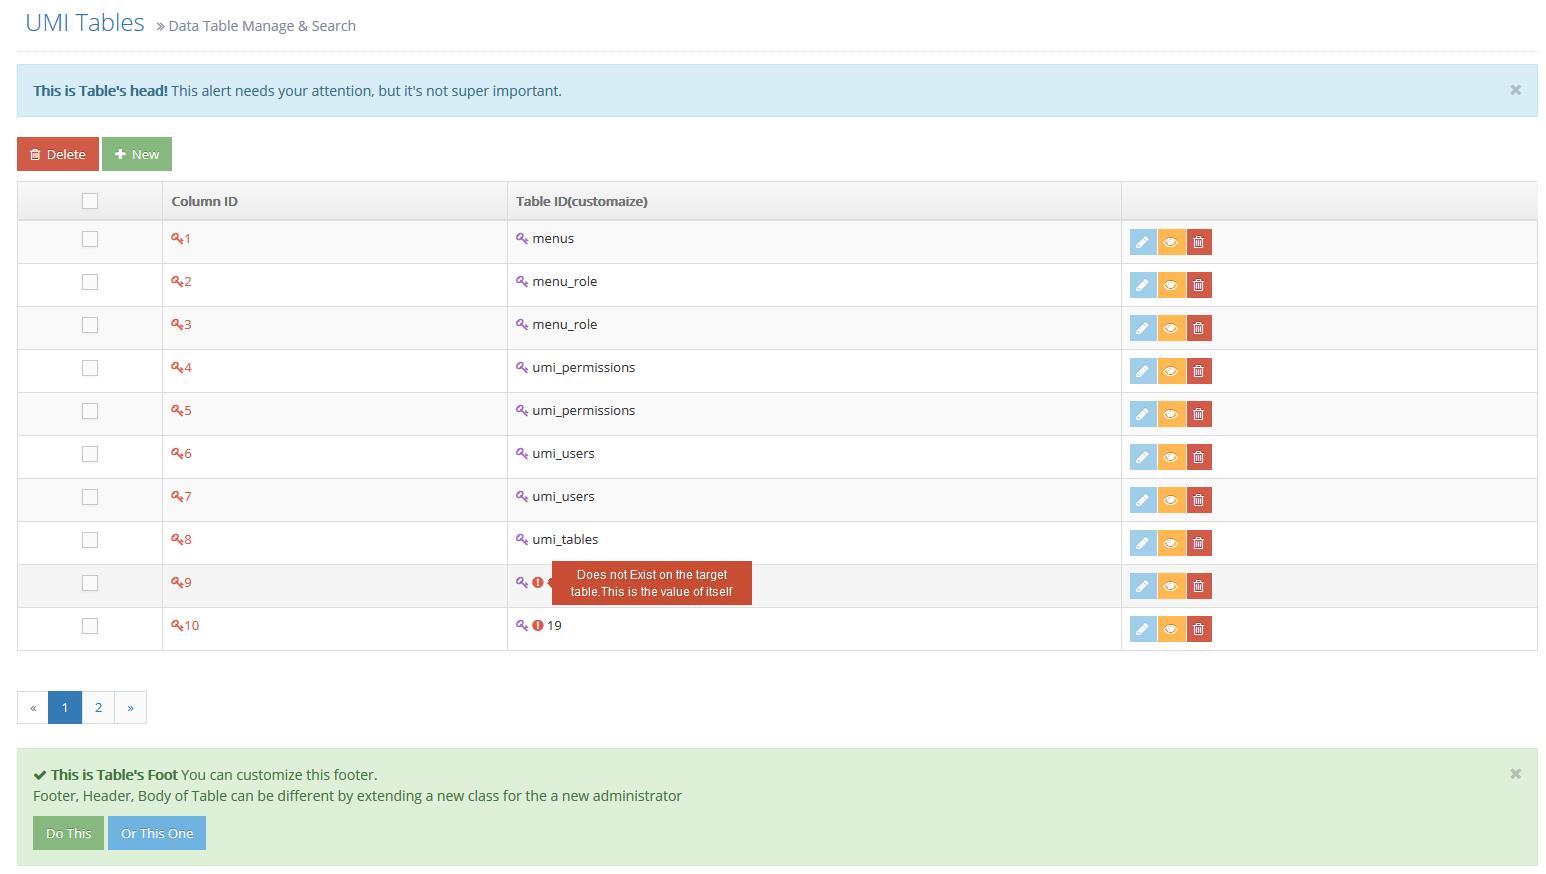 UMI Tables » Data Table Manage & Search
This is Table's head! This alert needs your attention, but it's not super important.
Delete New
Column ID Table ID(customaize)
1 menus
2 menu_role
3 menu_role
4 umi_permissions
5 umi_permissions
6 umi_users
7 umi_users
8 umi_tables
9
Does not Exist on the target
table.This is the value of itself
10 19
« 1 2 »
This is Table's Foot You can customize this footer.
Footer, Header, Body of Table can be different by extending a new class for the a new administrator
Do This Or This One